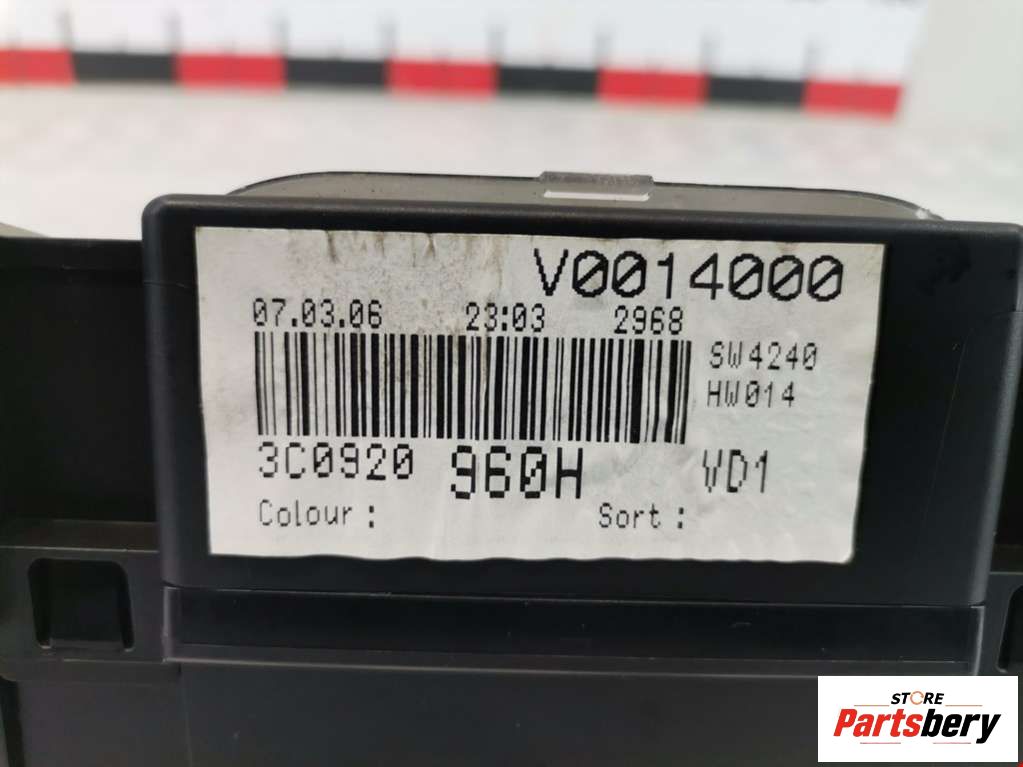 V0014000
07.03.06 23:03 2968
SW4240
HW014
3C0920 960H VD1
Colour : Sort :
STORE
Partsbery